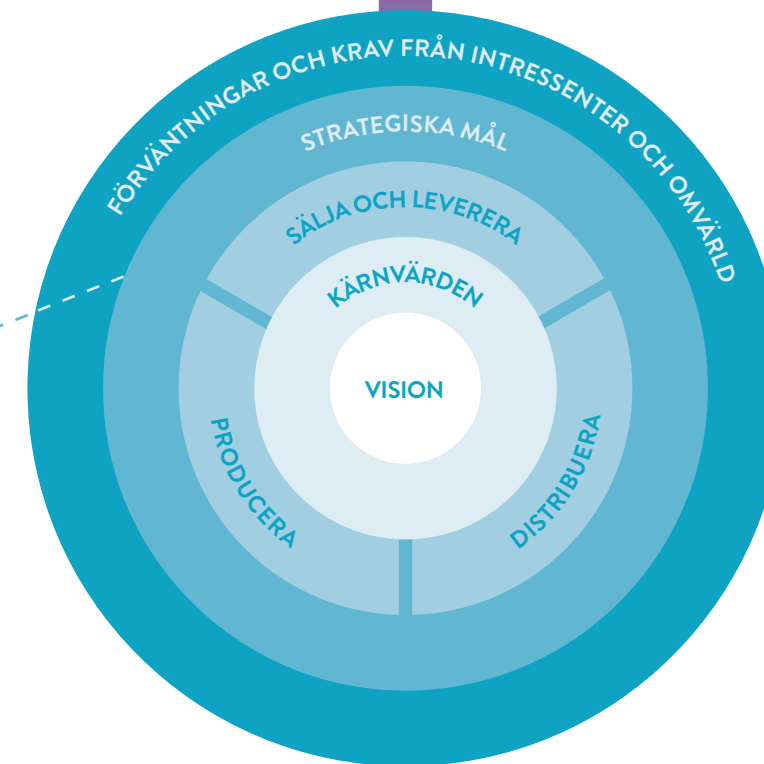 FÖRVÄNTNINGAR OCH KRAV FRÅN INTRESSENTER OCH OMVÄRLD
STRATEGISKA MÅL
SÄLJA OCH LEVERERA
KÄRNVÄRDEN
VISION
PRODUCERA
DISTRIBUERA